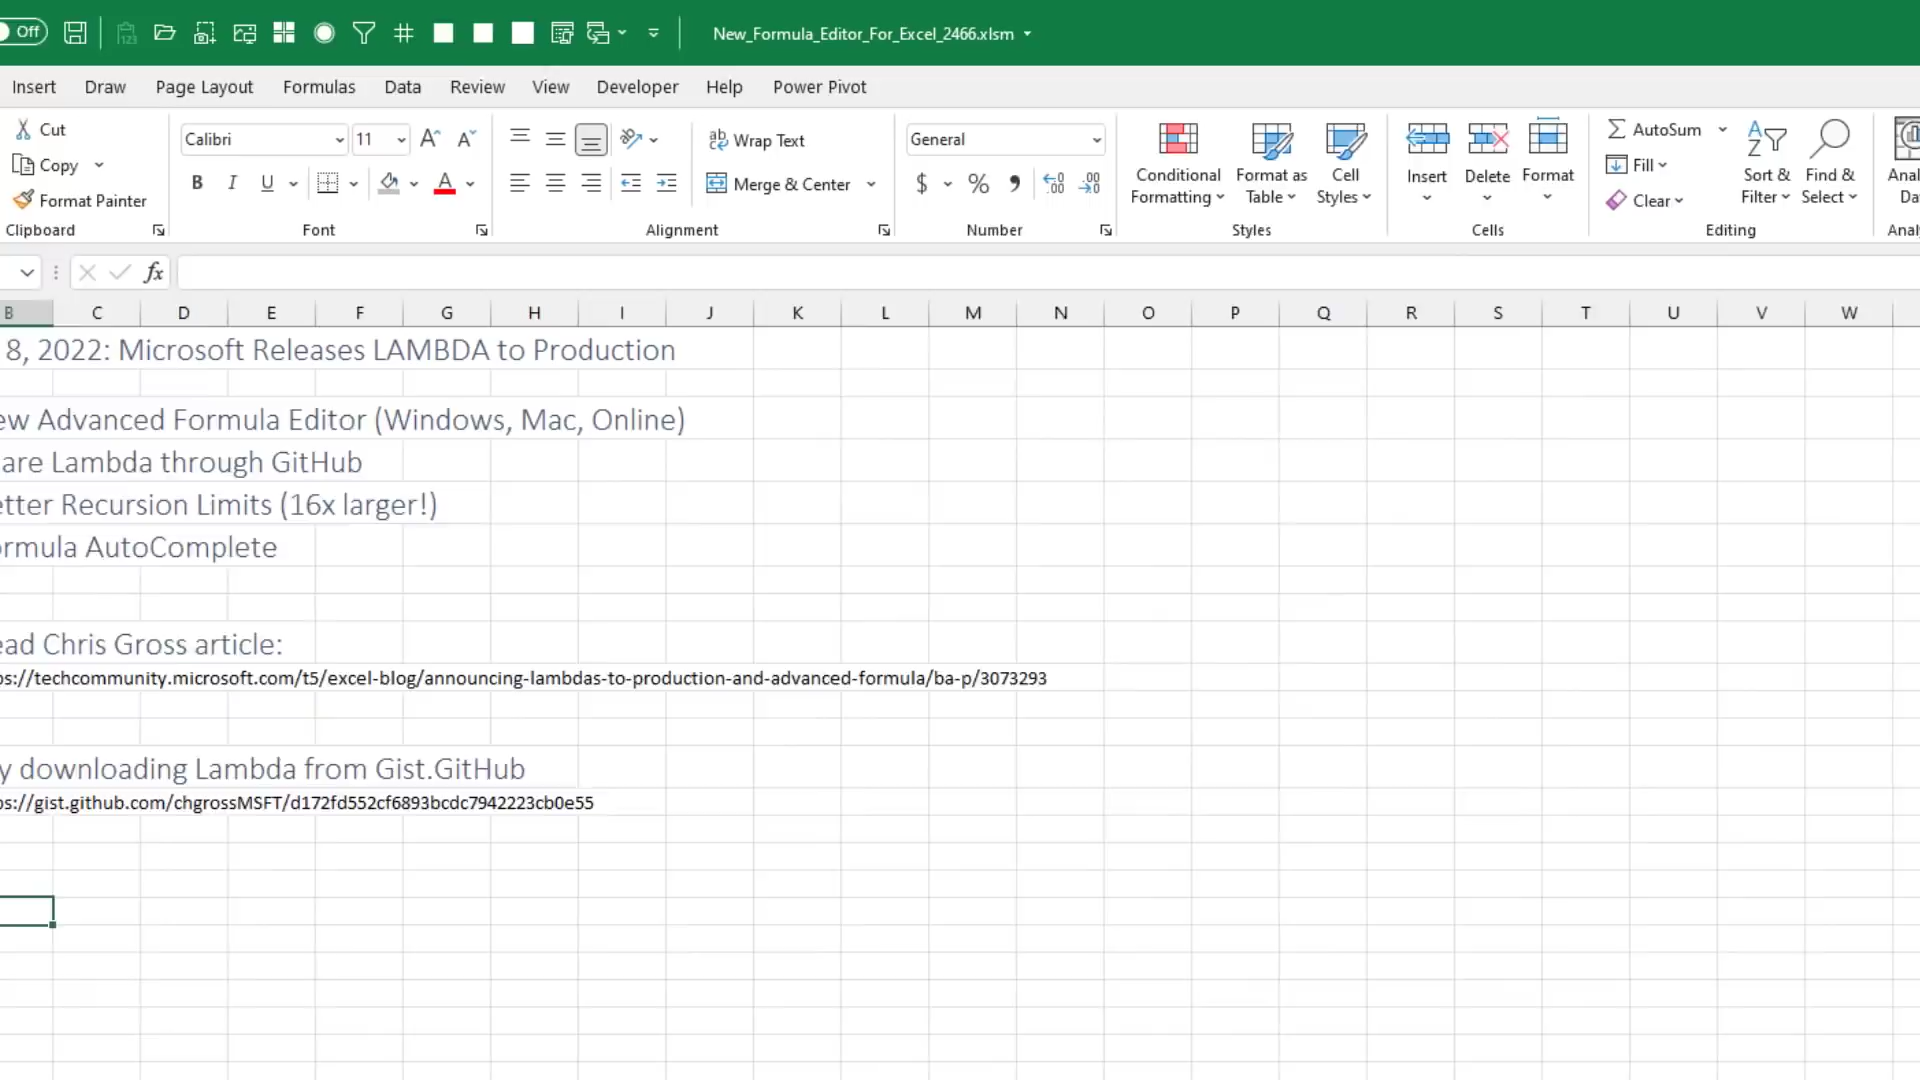 Off
New_Formula_Editor_For_Excel_2466.xlsm
Insert Draw Page Layout Formulas Data Review View Developer Help Power Pivot
Cut
Copy
Format Painter
Clipboard
Calibri 11
B I U A
Font
Wrap Text
Merge & Center
Alignment
General
$ % 9
Number
Conditional Formatting
Format as Table
Cell Styles
Styles
Insert Delete Format
Cells
AutoSum
Fill
Clear
Sort & Filter
Find & Select
Editing
fx
B C D E F G H I J K L M N O P Q R S T U V W
8, 2022: Microsoft Releases LAMBDA to Production
ew Advanced Formula Editor (Windows, Mac, Online)
are Lambda through GitHub
etter Recursion Limits (16x larger!)
ormula AutoComplete
ead Chris Gross article:
ps://techcommunity.microsoft.com/t5/excel-blog/announcing-lambdas-to-production-and-advanced-formula/ba-p/3073293
y downloading Lambda from Gist.GitHub
ps://gist.github.com/chgrossMSFT/d172fd552cf6893bcdc7942223cb0e55